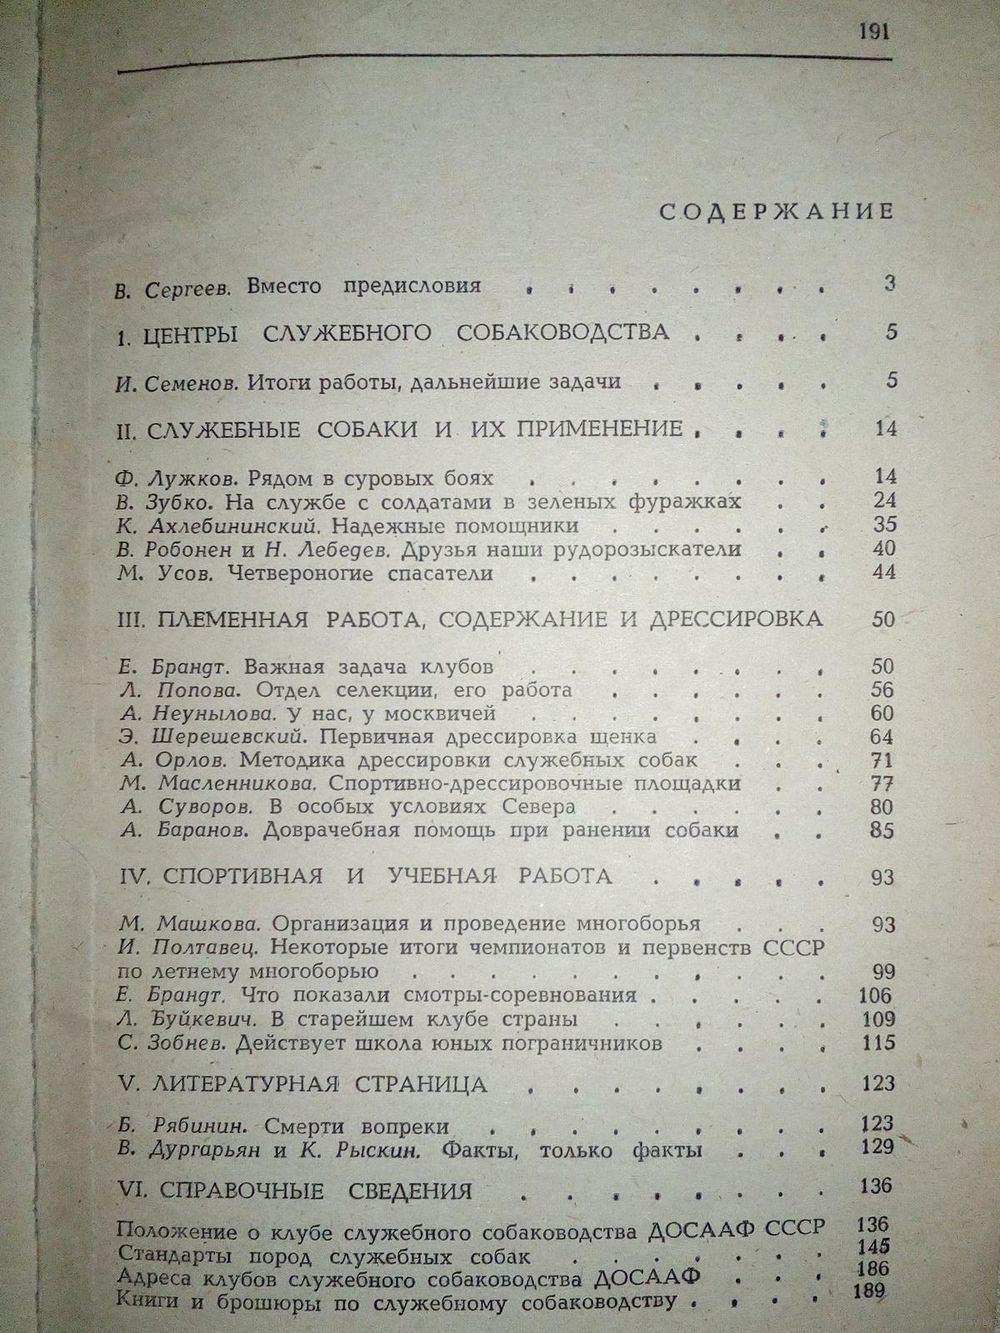 191
СОДЕРЖАНИЕ
В. Сергеев. Вместо предисловия . . . . . . . . 3
I. ЦЕНТРЫ СЛУЖЕБНОГО СОБАКОВОДСТВА . . . . 5
И. Семенов. Итоги работы, дальнейшие задачи . . . . . 5
II. СЛУЖЕБНЫЕ СОБАКИ И ИХ ПРИМЕНЕНИЕ . . . . 14
Ф. Лужков. Рядом в суровых боях . . . . . . . . 14
В. Зубко. На службе с солдатами в зеленых фуражках . . 24
К. Ахлебининский. Надежные помощники . . . . . . 35
В. Робонен и Н. Лебедев. Друзья наши рудорозыскатели . . 40
М. Усов. Четвероногие спасатели . . . . . . . . 44
III. ПЛЕМЕННАЯ РАБОТА, СОДЕРЖАНИЕ И ДРЕССИРОВКА 50
Е. Брандт. Важная задача клубов . . . . . . . . 50
Л. Попова. Отдел селекции, его работа . . . . . . 56
А. Неунылова. У нас, у москвичей . . . . . . . . 60
Э. Шерешевский. Первичная дрессировка щенка . . . . 64
А. Орлов. Методика дрессировки служебных собак . . . 71
М. Масленникова. Спортивно-дрессировочные площадки . . 77
А. Суворов. В особых условиях Севера . . . . . . 80
А. Баранов. Доврачебная помощь при ранении собаки . . 85
IV. СПОРТИВНАЯ И УЧЕБНАЯ РАБОТА . . . . . 93
М. Машкова. Организация и проведение многоборья . . . 93
И. Полтавец. Некоторые итоги чемпионатов и первенств СССР
по летнему многоборью . . . . . . . . . . . 99
Е. Брандт. Что показали смотры-соревнования . . . . . 106
Л. Буйкевич. В старейшем клубе страны . . . . . . 109
С. Зобнев. Действует школа юных пограничников . . . . 115
V. ЛИТЕРАТУРНАЯ СТРАНИЦА . . . . . . . . 123
Б. Рябинин. Смерти вопреки . . . . . . . . . 123
В. Дургарьян и К. Рыскин. Факты, только факты . . . 129
VI. СПРАВОЧНЫЕ СВЕДЕНИЯ . . . . . . . . 136
Положение о клубе служебного собаководства ДОСААФ СССР 136
Стандарты пород служебных собак . . . . . . . 145
Адреса клубов служебного собаководства ДОСААФ . . . 186
Книги и брошюры по служебному собаководству . . . . 189